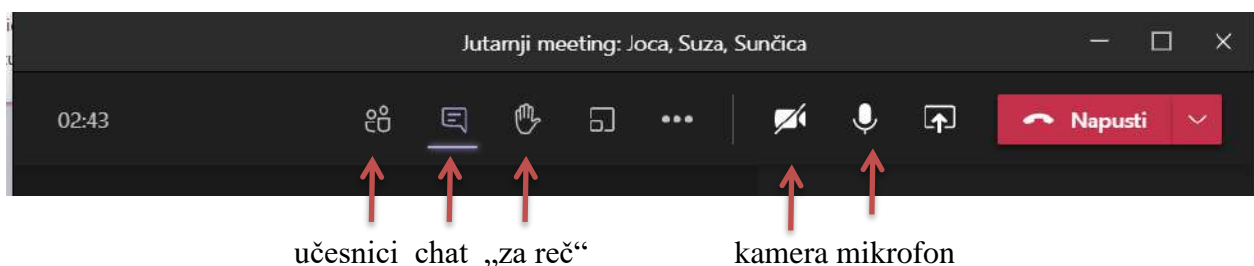 Jutarnji meeting: Joca, Suza, Sunčica
02:43 Napusti
učesnici chat „za reč“ kamera mikrofon